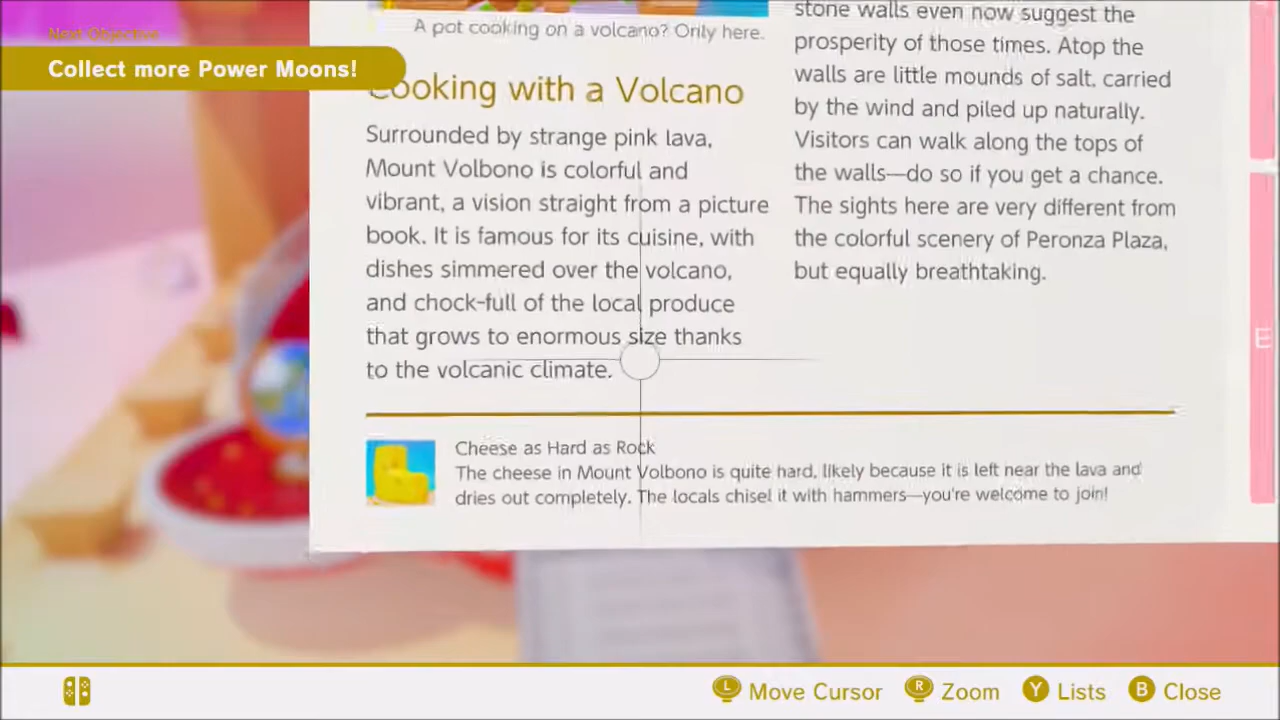 Next Objective
Collect more Power Moons!
A pot cooking on a volcano? Only here.
Cooking with a Volcano
Surrounded by strange pink lava,
Mount Volbono is colorful and
vibrant, a vision straight from a picture
book. It is famous for its cuisine, with
dishes simmered over the volcano,
and chock-full of the local produce
that grows to enormous size thanks
to the volcanic climate.
stone walls even now suggest the
prosperity of those times. Atop the
walls are little mounds of salt, carried
by the wind and piled up naturally.
Visitors can walk along the tops of
the walls—do so if you get a chance.
The sights here are very different from
the colorful scenery of Peronza Plaza,
but equally breathtaking.
Cheese as Hard as Rock
The cheese in Mount Volbono is quite hard, likely because it is left near the lava and
dries out completely. The locals chisel it with hammers—you're welcome to join!
E
L Move Cursor R Zoom Y Lists B Close